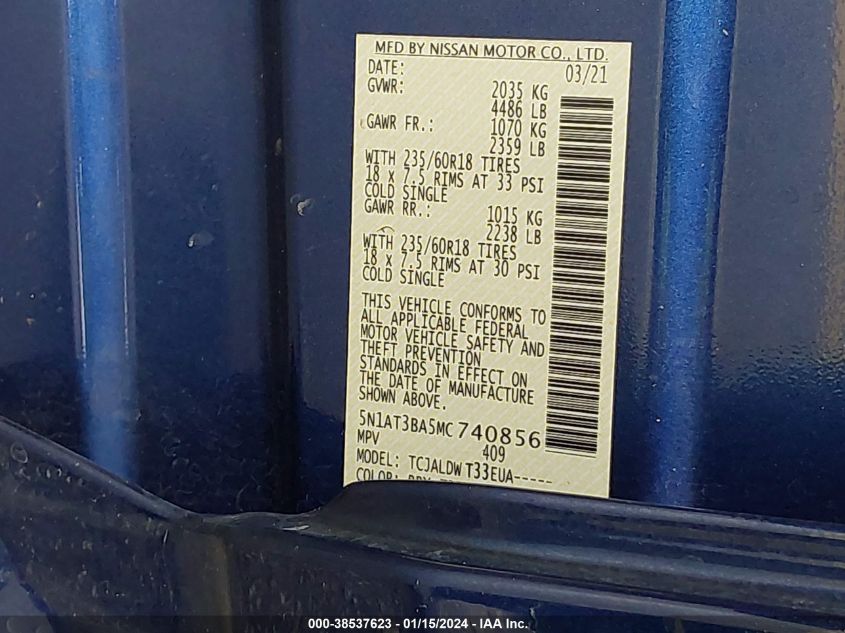 MFD BY NISSAN MOTOR CO., LTD.
DATE: 03/21
GVWR: 2035 KG
4486 LB
GAWR FR.: 1070 KG
2359 LB
WITH 235/60R18 TIRES
18 x 7.5 RIMS AT 33 PSI
COLD SINGLE
GAWR RR.: 1015 KG
2238 LB
WITH 235/60R18 TIRES
18 x 7.5 RIMS AT 30 PSI
COLD SINGLE
THIS VEHICLE CONFORMS TO
ALL APPLICABLE FEDERAL
MOTOR VEHICLE SAFETY AND
THEFT PREVENTION
STANDARDS IN EFFECT ON
THE DATE OF MANUFACTURE
SHOWN ABOVE.
5N1AT3BA5MC740856
MPV 409
MODEL: TCJALDWT33EUA-----
COLOR:
000-38537623 - 01/15/2024 - IAA Inc.